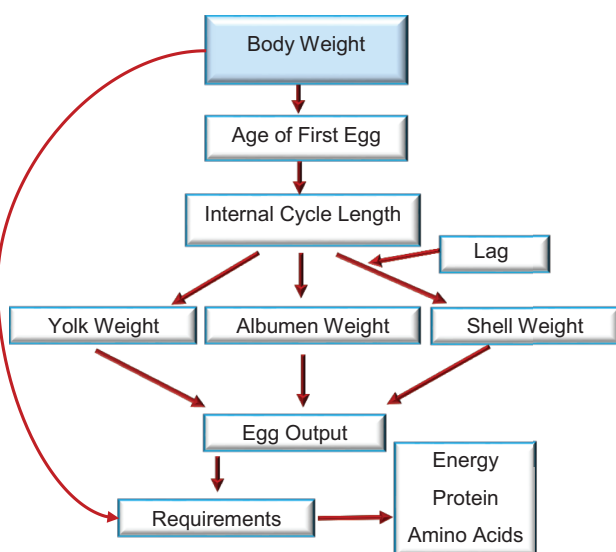 Body Weight
Age of First Egg
Internal Cycle Length
Lag
Yolk Weight
Albumen Weight
Shell Weight
Egg Output
Energy
Protein
Amino Acids
Requirements